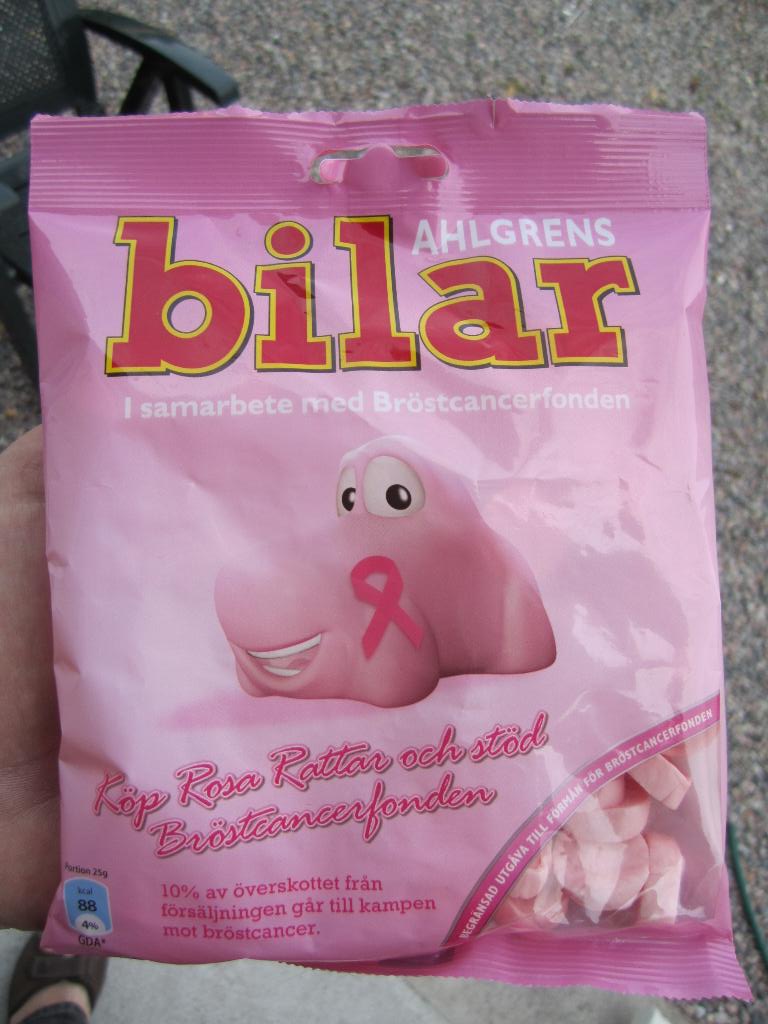 AHLGRENS
bilar
I samarbete med Bröstcancerfonden
Köp Rosa Rattar och stöd
Bröstcancerfonden
BEGRÄNSAD UTGÅVA TILL FÖRMÅN FÖR BRÖSTCANCERFONDEN
Portion 25g
kcal
88
4%
GDA*
10% av överskottet från
försäljningen går till kampen
mot bröstcancer.